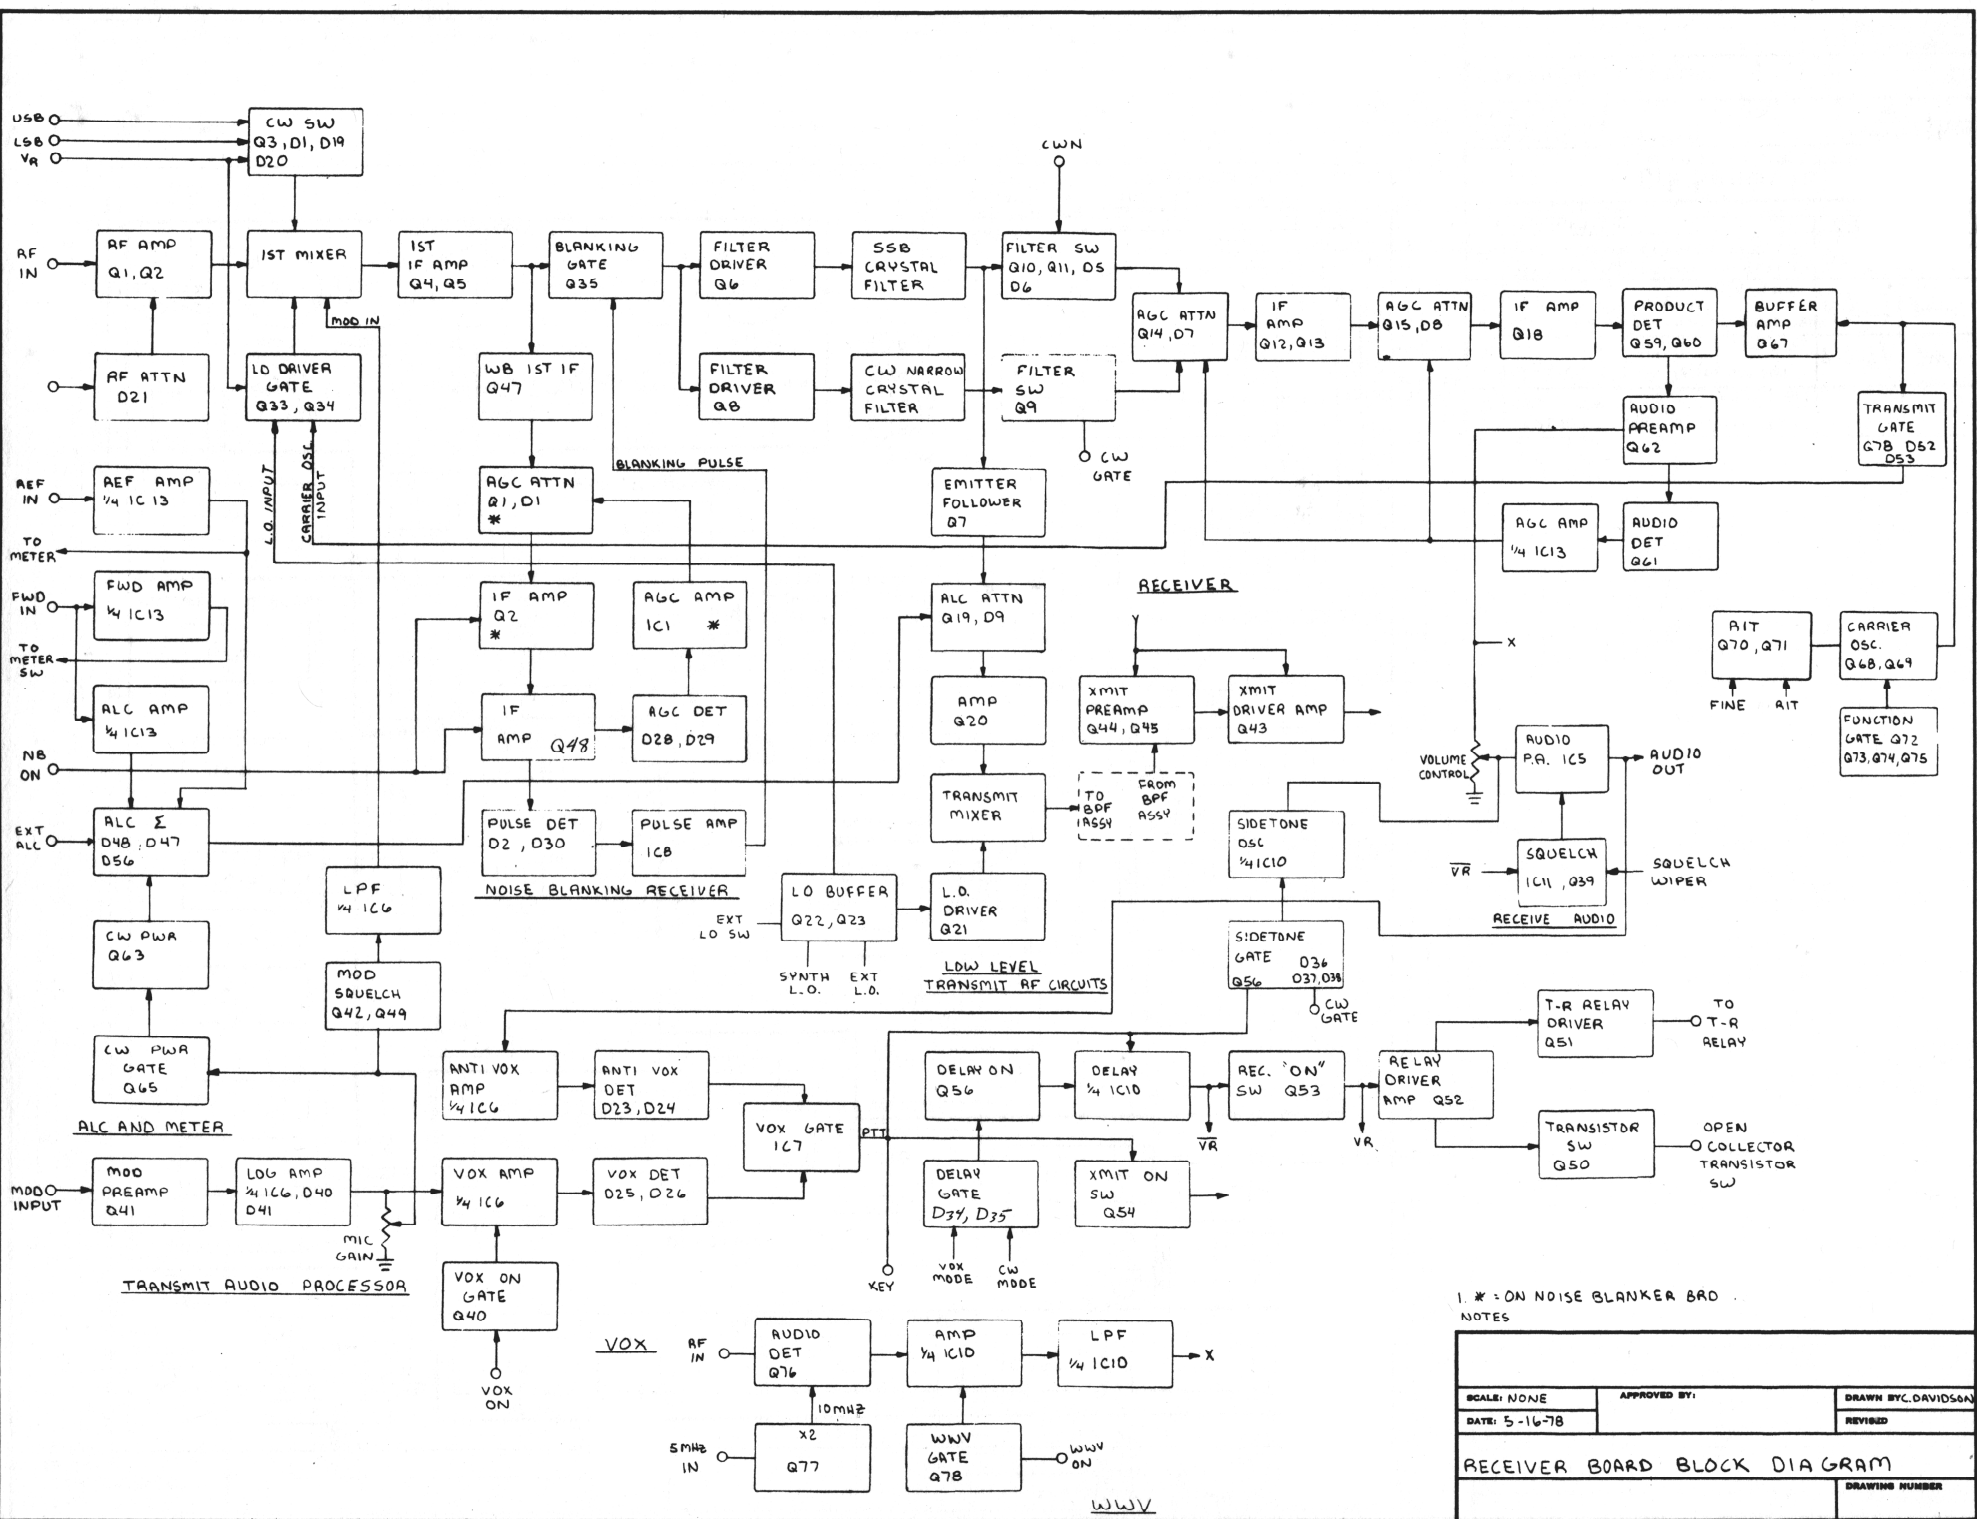 USB
LSB
VR
CW SW
Q3, D1, D19
D20
CWN
RF
IN
RF AMP
Q1, Q2
1ST MIXER
1ST
IF AMP
Q4, Q5
BLANKING
GATE
Q35
FILTER
DRIVER
Q6
SSB
CRYSTAL
FILTER
FILTER SW
Q10, Q11, D5
D6
AGC ATTN
Q14, D7
IF
AMP
Q12, Q13
AGC ATTN
Q15, D8
IF AMP
Q18
PRODUCT
DET
Q59, Q60
BUFFER
AMP
Q67
MOD IN
RF ATTN
D21
LO DRIVER
GATE
Q33, Q34
WB 1ST IF
Q47
FILTER
DRIVER
Q8
CW NARROW
CRYSTAL
FILTER
FILTER
SW
Q9
CW
GATE
AUDIO
PREAMP
Q62
TRANSMIT
GATE
Q78 D52
D53
L.O. INPUT
CARRIER OSC.
INPUT
BLANKING PULSE
REF
IN
REF AMP
1/4 IC 13
TO
METER
AGC ATTN
Q1, D1
*
EMITTER
FOLLOWER
Q7
AGC AMP
1/4 IC13
AUDIO
DET
Q61
FWD
IN
FWD AMP
1/4 IC13
TO
METER
SW
IF AMP
Q2
*
AGC AMP
IC1 *
ALC ATTN
Q19, D9
RECEIVER
Y
X
RIT
Q70, Q71
FINE RIT
CARRIER
OSC.
Q68, Q69
ALC AMP
1/4 IC13
NB
ON
IF
AMP
Q48
AGC DET
D28, D29
AMP
Q20
XMIT
PREAMP
Q44, Q45
XMIT
DRIVER AMP
Q43
VOLUME
CONTROL
AUDIO
P.A. IC5
AUDIO
OUT
FUNCTION
GATE Q72
Q73, Q74, Q75
EXT
ALC
ALC Σ
D48, D47
D56
PULSE DET
D2, D30
PULSE AMP
IC8
NOISE BLANKING RECEIVER
TRANSMIT
MIXER
TO
BPF
ASSY
FROM
BPF
ASSY
SIDETONE
OSC
1/4 IC10
VR
SQUELCH
IC11, Q39
SQUELCH
WIPER
RECEIVE AUDIO
LPF
1/4 IC6
EXT
LO SW
LO BUFFER
Q22, Q23
SYNTH
L.O.
EXT
L.O.
L.O.
DRIVER
Q21
LOW LEVEL
TRANSMIT RF CIRCUITS
SIDETONE
GATE D36
Q56 D37, D38
CW
GATE
CW PWR
Q63
MOD
SQUELCH
Q42, Q49
CW PWR
GATE
Q65
ALC AND METER
ANTI VOX
AMP
1/4 IC6
ANTI VOX
DET
D23, D24
VOX GATE
IC7
PTT
DELAY ON
Q56
DELAY
1/4 IC10
VR
REC. "ON"
SW Q53
VR
RELAY
DRIVER
AMP Q52
T-R RELAY
DRIVER
Q51
TO
T-R
RELAY
TRANSISTOR
SW
Q50
OPEN
COLLECTOR
TRANSISTOR
SW
MOD
INPUT
MOD
PREAMP
Q41
LOG AMP
1/4 IC6, D40
D41
MIC
GAIN
VOX AMP
1/4 IC6
VOX DET
D25, D26
DELAY
GATE
D34, D35
VOX
MODE
CW
MODE
XMIT ON
SW
Q54
KEY
TRANSMIT AUDIO PROCESSOR
VOX ON
GATE
Q40
VOX
ON
VOX
RF
IN
AUDIO
DET
Q76
AMP
1/4 IC10
LPF
1/4 IC10
X
10MHZ
5MHZ
IN
X2
Q77
WWV
GATE
Q78
WWV
ON
WWV
1. * = ON NOISE BLANKER BRD.
NOTES
SCALE: NONE
APPROVED BY:
DRAWN BY C.DAVIDSON
DATE: 5-16-78
REVISED
RECEIVER BOARD BLOCK DIAGRAM
DRAWING NUMBER